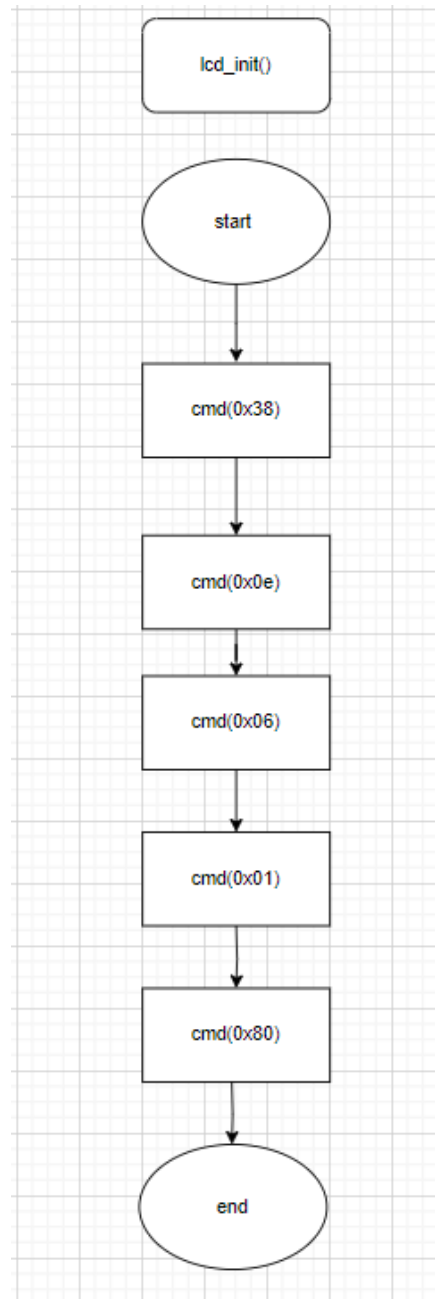 lcd_init()
start
cmd(0x38)
cmd(0x0e)
cmd(0x06)
cmd(0x01)
cmd(0x80)
end